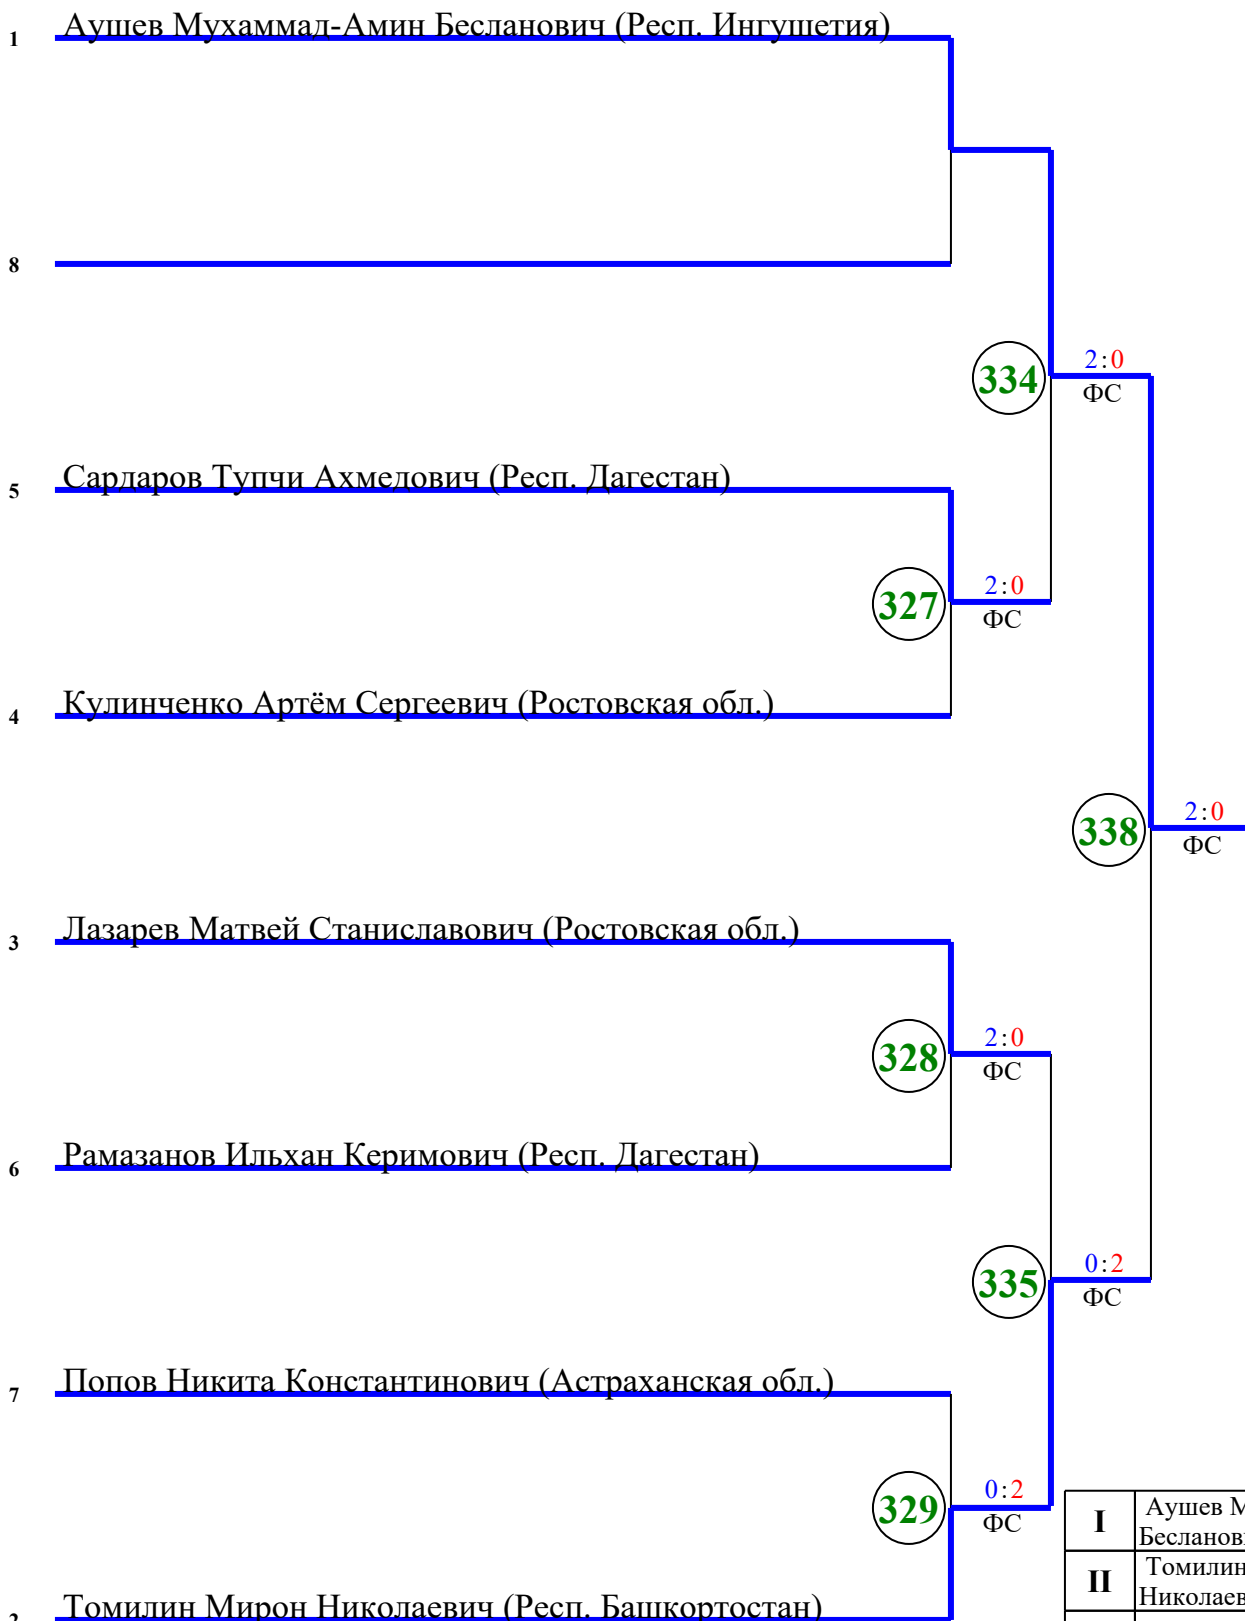 1 Аушев Мухаммад-Амин Бесланович (Респ. Ингушетия)
8
334 2:0
ФС
5 Сардаров Тупчи Ахмедович (Респ. Дагестан)
327 2:0
ФС
4 Кулинченко Артём Сергеевич (Ростовская обл.)
338 2:0
ФС
3 Лазарев Матвей Станиславович (Ростовская обл.)
328 2:0
ФС
6 Рамазанов Ильхан Керимович (Респ. Дагестан)
335 0:2
ФС
7 Попов Никита Константинович (Астраханская обл.)
329 0:2
ФС
I Аушев
II Томилин
Томилин Мирон Николаевич (Респ. Башкортостан)